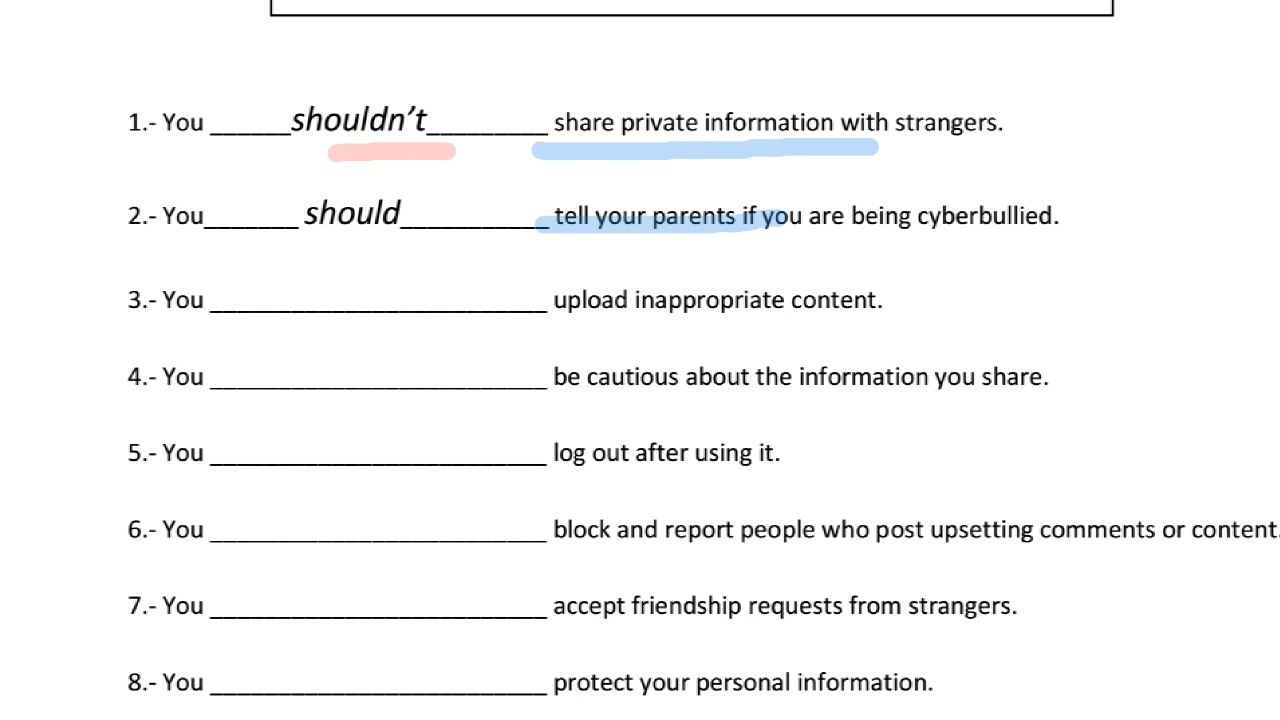 1.- You ______shouldn't_________ share private information with strangers.
2.- You_______ should___________ tell your parents if you are being cyberbullied.
3.- You _________________________ upload inappropriate content.
4.- You _________________________ be cautious about the information you share.
5.- You _________________________ log out after using it.
6.- You _________________________ block and report people who post upsetting comments or content.
7.- You _________________________ accept friendship requests from strangers.
8.- You _________________________ protect your personal information.